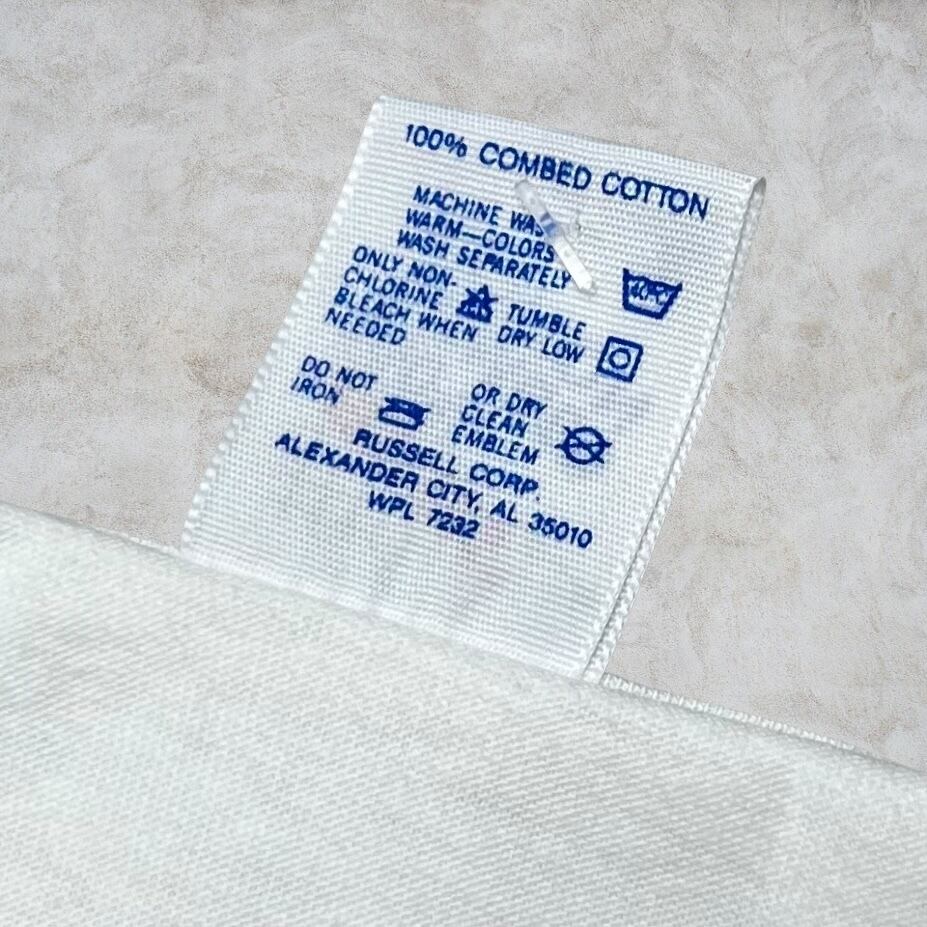 100% COMBED COTTON
MACHINE WASH
WARM—COLORS
WASH SEPARATELY
40°C
ONLY NON-
CHLORINE
BLEACH WHEN
NEEDED
TUMBLE
DRY LOW
DO NOT
IRON
OR DRY
CLEAN
EMBLEM
RUSSELL CORP.
ALEXANDER CITY, AL 35010
WPL 7232